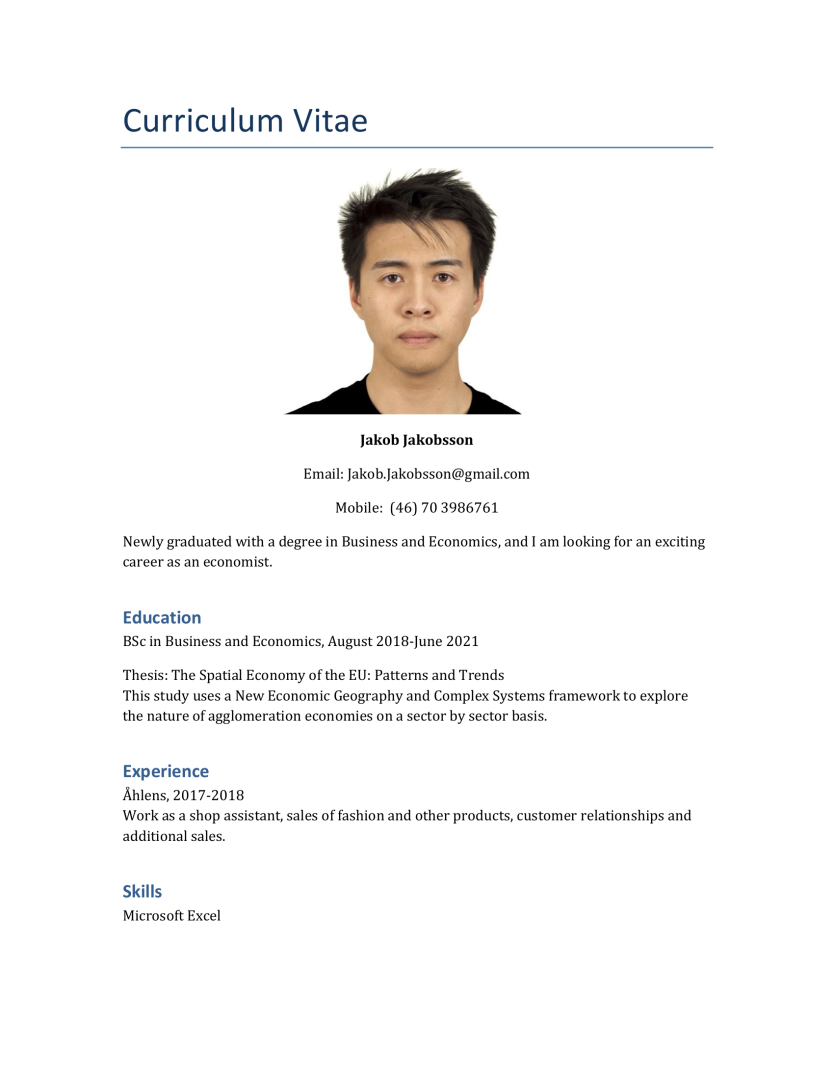 Curriculum Vitae
Jakob Jakobsson
Email: Jakob.Jakobsson@gmail.com
Mobile:  (46) 70 3986761
Newly graduated with a degree in Business and Economics, and I am looking for an exciting
career as an economist.
Education
BSc in Business and Economics, August 2018-June 2021
Thesis: The Spatial Economy of the EU: Patterns and Trends
This study uses a New Economic Geography and Complex Systems framework to explore
the nature of agglomeration economies on a sector by sector basis.
Experience
Åhlens, 2017-2018
Work as a shop assistant, sales of fashion and other products, customer relationships and
additional sales.
Skills
Microsoft Excel